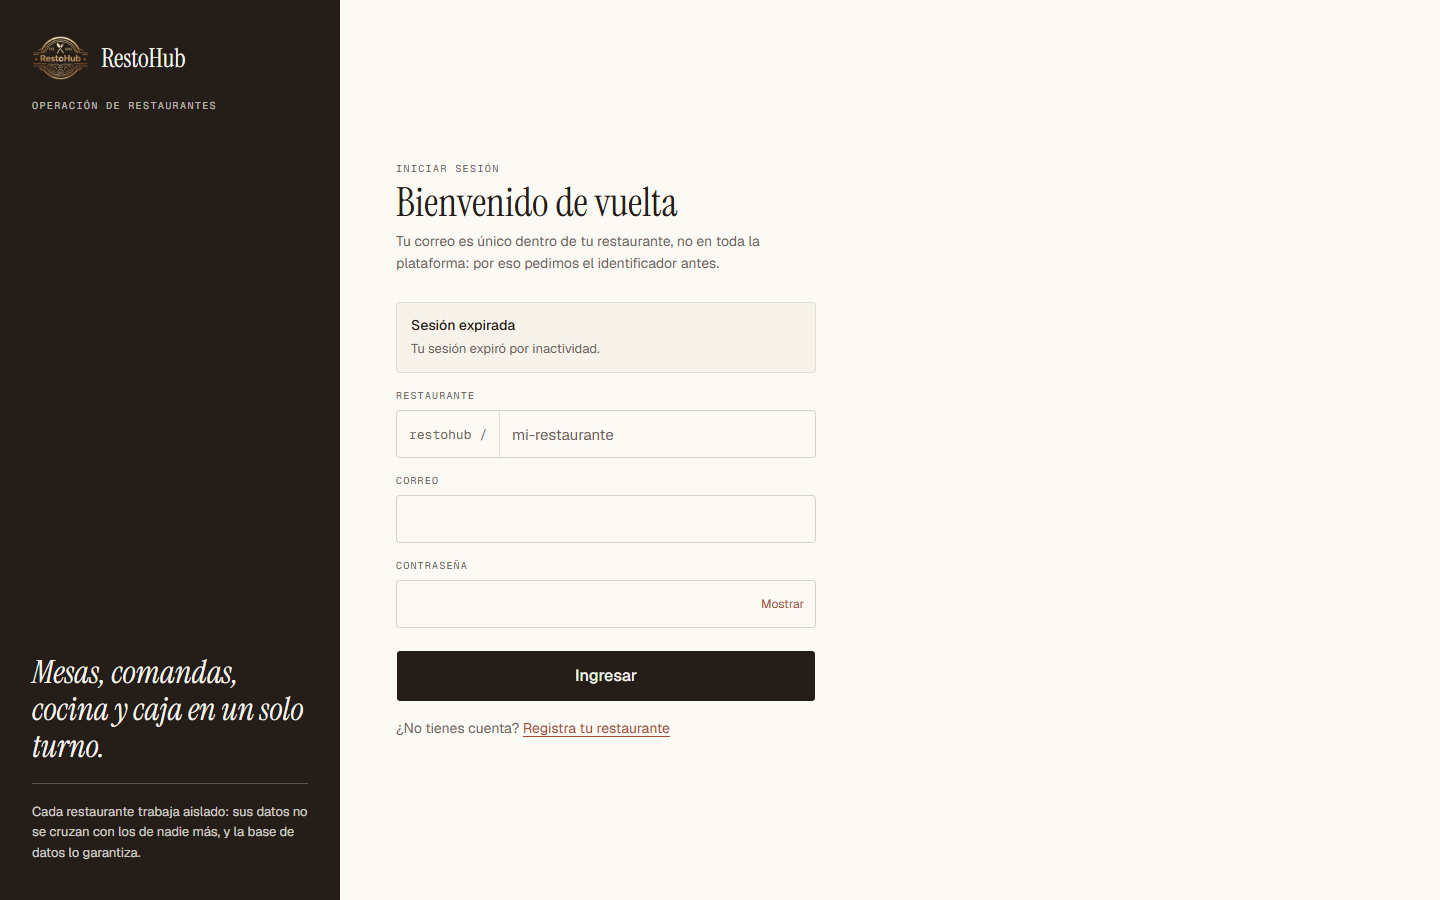 RestoHub
RestoHub
OPERACIÓN DE RESTAURANTES
Mesas, comandas,
cocina y caja en un solo
turno.
Cada restaurante trabaja aislado: sus datos no
se cruzan con los de nadie más, y la base de
datos lo garantiza.
INICIAR SESIÓN
Bienvenido de vuelta
Tu correo es único dentro de tu restaurante, no en toda la
plataforma: por eso pedimos el identificador antes.
Sesión expirada
Tu sesión expiró por inactividad.
RESTAURANTE
restohub / mi-restaurante
CORREO
CONTRASEÑA
Mostrar
Ingresar
¿No tienes cuenta? Registra tu restaurante